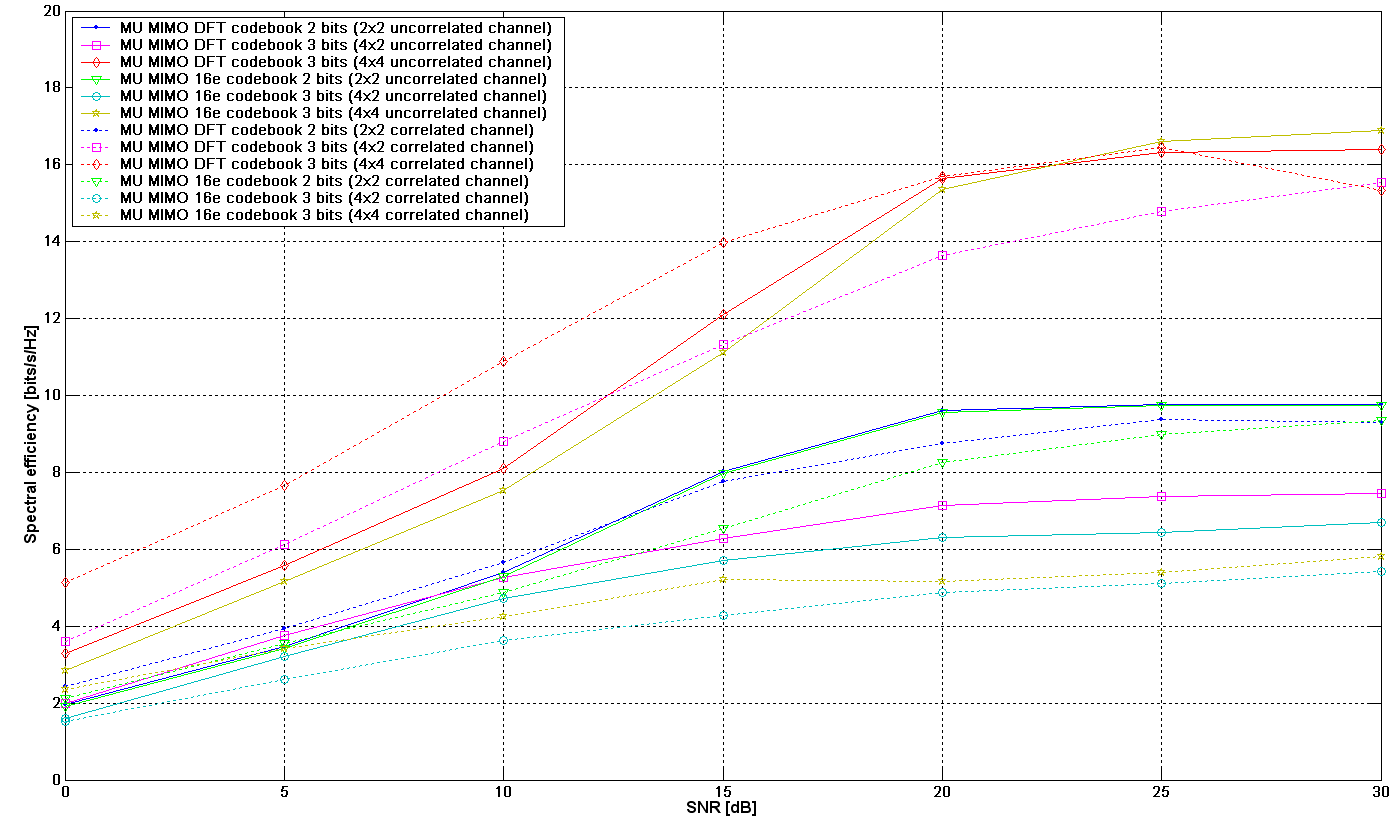 20
18
16
14
12
10
8
6
4
2
0
Spectral efficiency [bits/s/Hz]
MU MIMO DFT codebook 2 bits (2x2 uncorrelated channel)
MU MIMO DFT codebook 3 bits (4x2 uncorrelated channel)
MU MIMO DFT codebook 3 bits (4x4 uncorrelated channel)
MU MIMO 16e codebook 2 bits (2x2 uncorrelated channel)
MU MIMO 16e codebook 3 bits (4x2 uncorrelated channel)
MU MIMO 16e codebook 3 bits (4x4 uncorrelated channel)
MU MIMO DFT codebook 2 bits (2x2 correlated channel)
MU MIMO DFT codebook 3 bits (4x2 correlated channel)
MU MIMO DFT codebook 3 bits (4x4 correlated channel)
MU MIMO 16e codebook 2 bits (2x2 correlated channel)
MU MIMO 16e codebook 3 bits (4x2 correlated channel)
MU MIMO 16e codebook 3 bits (4x4 correlated channel)
0 5 10 15 20 25 30
SNR [dB]